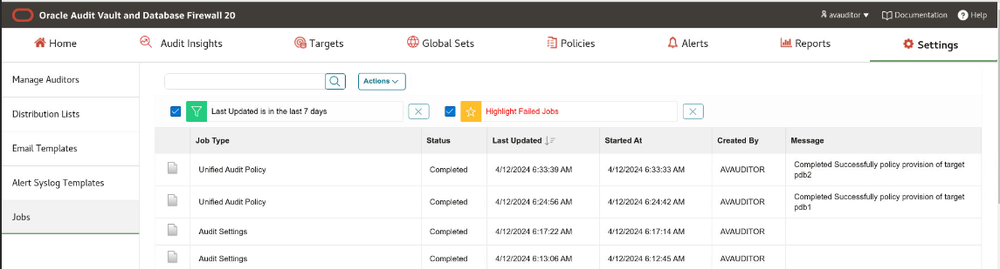 Oracle Audit Vault and Database Firewall 20
avauditor
Documentation
? Help
Home
Audit Insights
Targets
Global Sets
Policies
Alerts
Reports
Settings
Manage Auditors
Distribution Lists
Email Templates
Alert Syslog Templates
Jobs
Actions
Last Updated is in the last 7 days
Highlight Failed Jobs
Job Type Status Last Updated Started At Created By Message
Unified Audit Policy Completed 4/12/2024 6:33:39 AM 4/12/2024 6:33:33 AM AVAUDITOR Completed Successfully policy provision of target
pdb2
Unified Audit Policy Completed 4/12/2024 6:24:56 AM 4/12/2024 6:24:42 AM AVAUDITOR Completed Successfully policy provision of target
pdb1
Audit Settings Completed 4/12/2024 6:17:22 AM 4/12/2024 6:17:14 AM AVAUDITOR
Audit Settings Completed 4/12/2024 6:13:06 AM 4/12/2024 6:12:45 AM AVAUDITOR